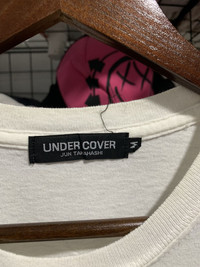 UNDER COVER
JUN TAKAHASHI
M